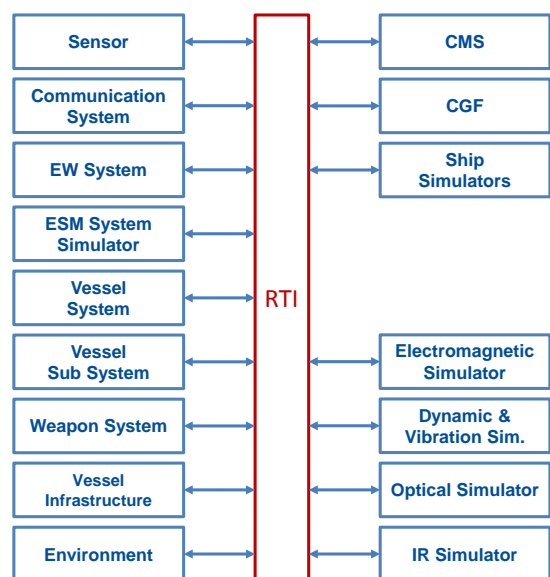 Sensor
Communication
System
EW System
ESM System
Simulator
Vessel
System
Vessel
Sub System
Weapon System
Vessel
Infrastructure
Environment
RTI
CMS
CGF
Ship
Simulators
Electromagnetic
Simulator
Dynamic &
Vibration Sim.
Optical Simulator
IR Simulator